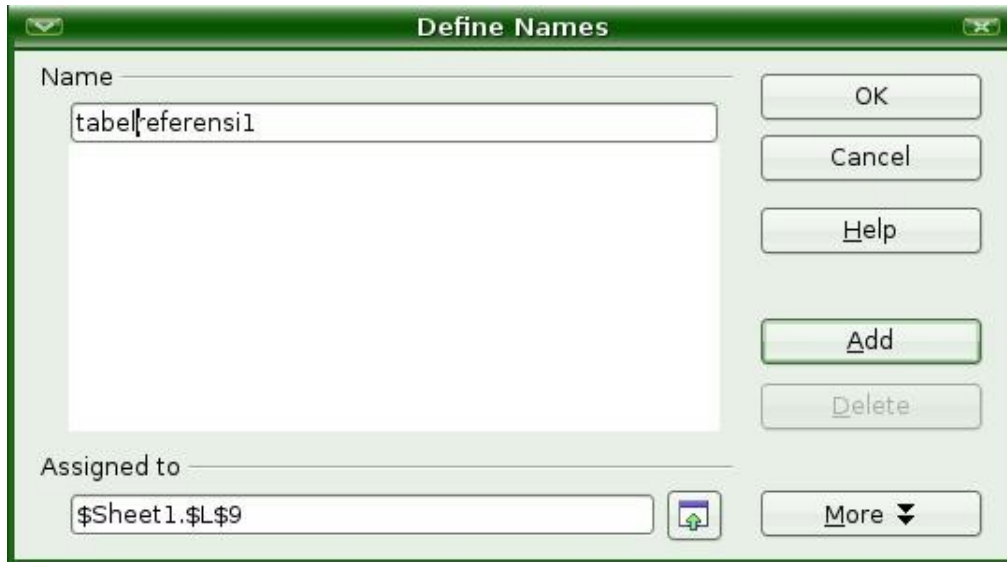 Define Names
Name
tabelreferensi1
OK
Cancel
Help
Add
Delete
Assigned to
$Sheet1.$L$9
More